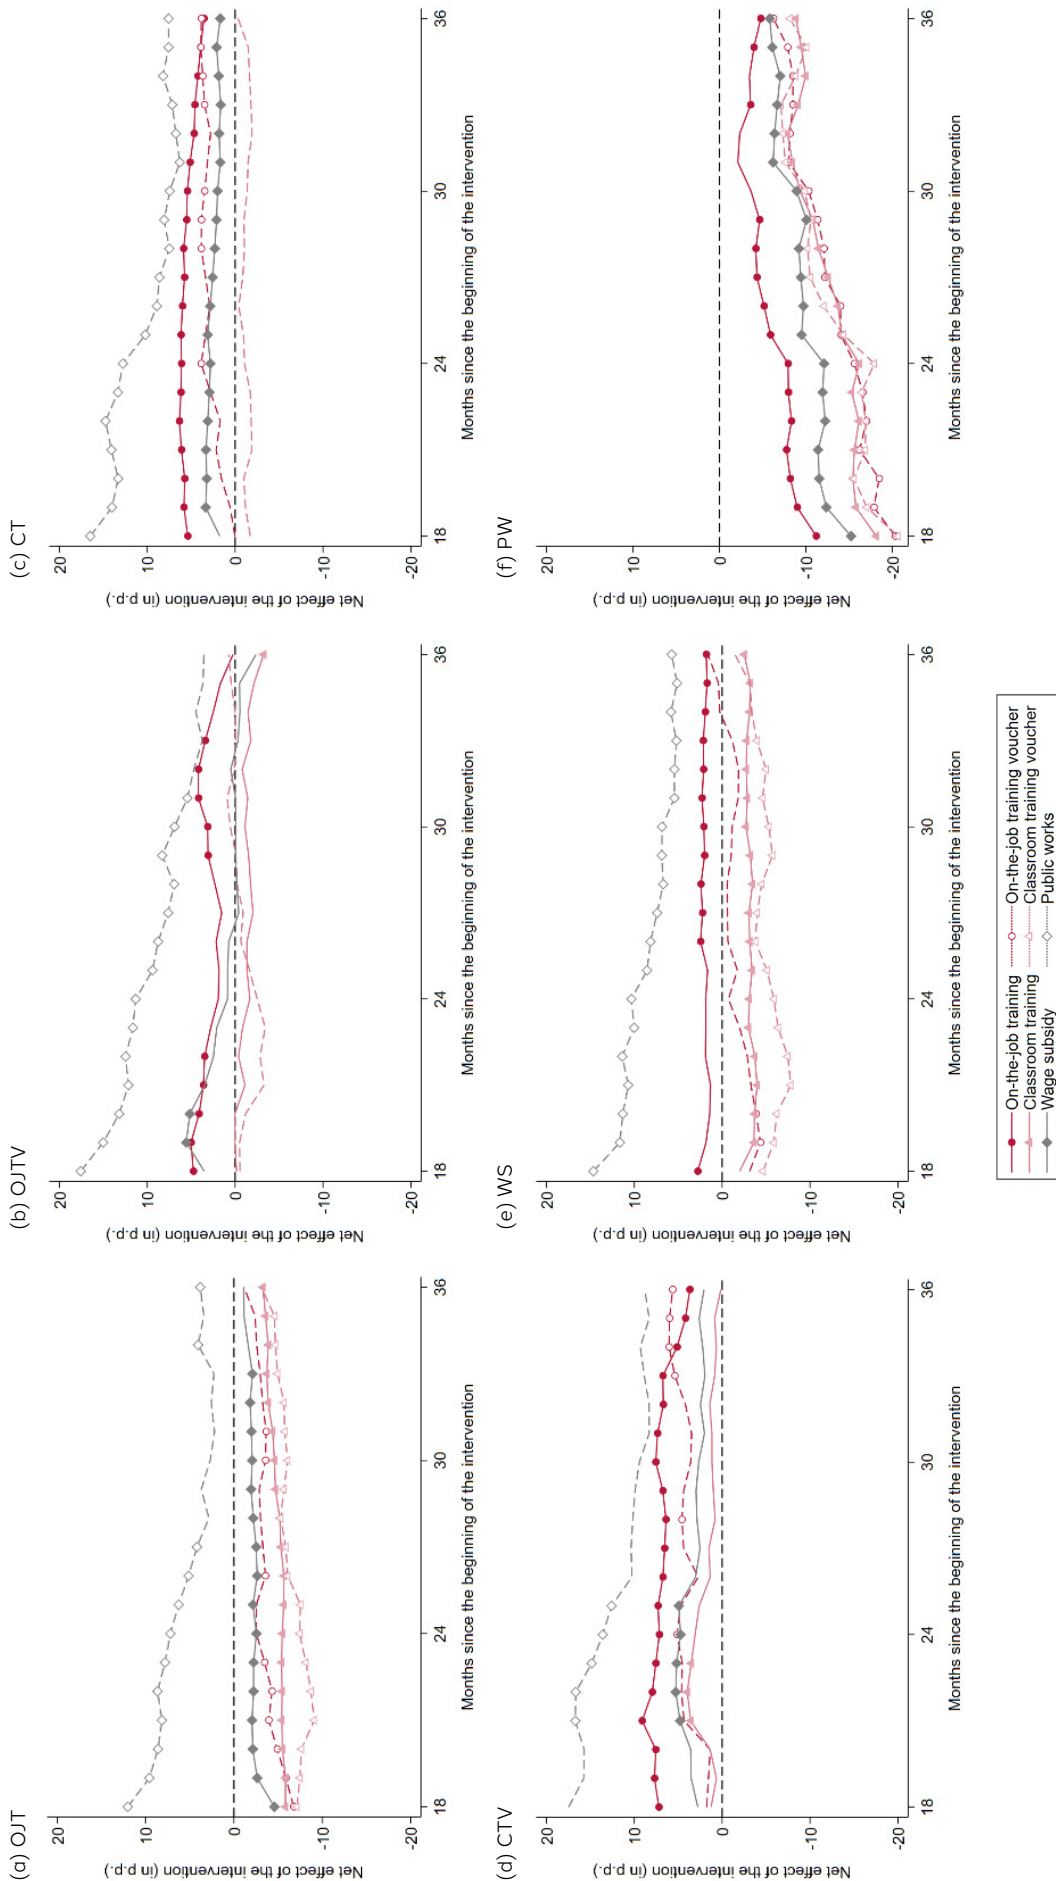 (a) OJT
Net effect of the intervention (in p.p.)
20
10
0
-10
-20
18
24
30
36
Months since the beginning of the intervention
(b) OJTV
Net effect of the intervention (in p.p.)
20
10
0
-10
-20
18
24
30
36
Months since the beginning of the intervention
(c) CT
Net effect of the intervention (in p.p.)
20
10
0
-10
-20
18
24
30
36
Months since the beginning of the intervention
(d) CTV
Net effect of the intervention (in p.p.)
20
10
0
-10
-20
18
24
30
36
Months since the beginning of the intervention
(e) WS
Net effect of the intervention (in p.p.)
20
10
0
-10
-20
18
24
30
36
Months since the beginning of the intervention
(f) PW
Net effect of the intervention (in p.p.)
20
10
0
-10
-20
18
24
30
36
Months since the beginning of the intervention
On-the-job training
On-the-job training voucher
Classroom training
Classroom training voucher
Wage subsidy
Public works